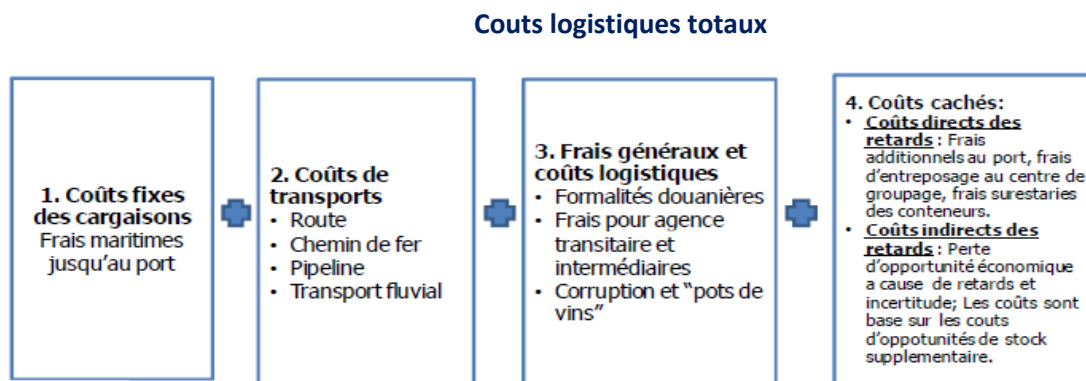 Couts logistiques totaux
1. Coûts fixes
des cargaisons
Frais maritimes
jusqu'au port
2. Coûts de
transports
• Route
• Chemin de fer
• Pipeline
• Transport fluvial
3. Frais généraux et
coûts logistiques
• Formalités douanières
• Frais pour agence
transitaire et
intermédiaires
• Corruption et "pots de
vins"
4. Coûts cachés:
• Coûts directs des
retards : Frais
additionnels au port, frais
d'entreposage au centre de
groupage, frais surestaries
des conteneurs.
• Coûts indirects des
retards : Perte
d'opportunité économique
a cause de retards et
incertitude; Les coûts sont
base sur les couts
d'oppotunités de stock
supplementaire.